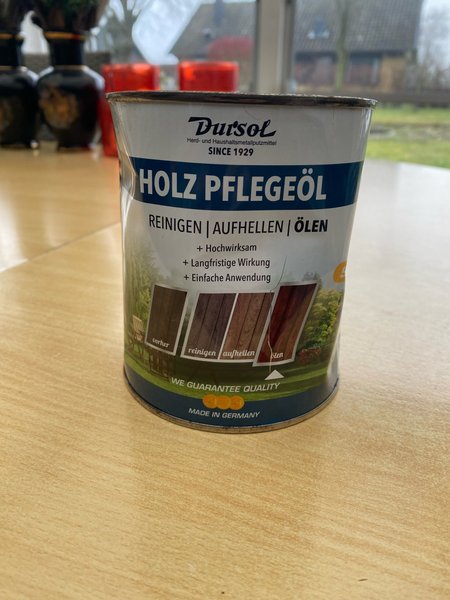 Dursol
Herd- und Haushaltsmetallputzmittel
SINCE 1929
HOLZ PFLEGEÖL
REINIGEN | AUFHELLEN | ÖLEN
+ Hochwirksam
+ Langfristige Wirkung
+ Einfache Anwendung
vorher
reinigen
aufhellen
ölen
WE GUARANTEE QUALITY
MADE IN GERMANY